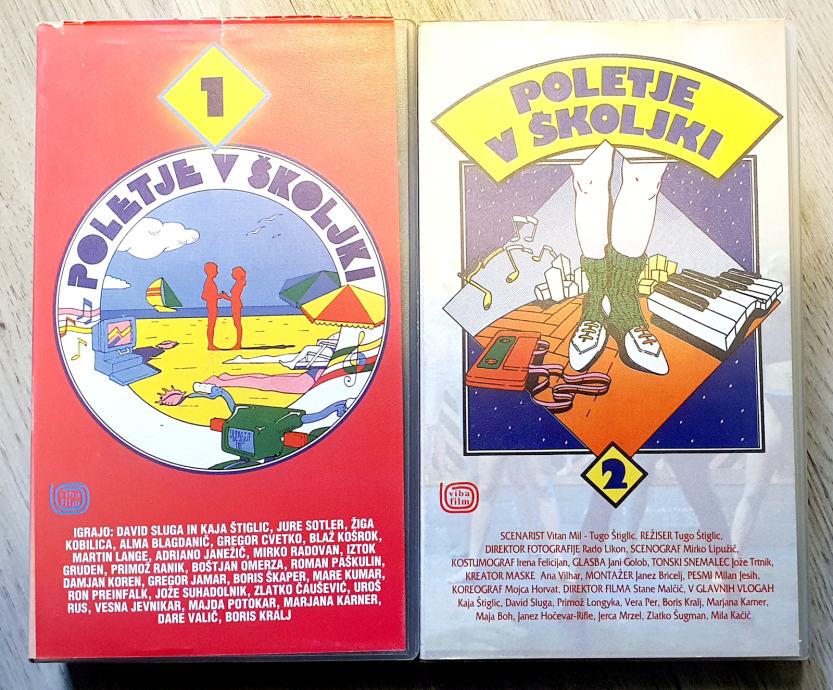 1
POLETJE V ŠKOLJKI
viba
film
IGRAJO: DAVID SLUGA IN KAJA ŠTIGLIC, JURE SOTLER, ŽIGA
KOBILICA, ALMA BLAGDANIĆ, GREGOR CVETKO, BLAŽ KOŠROK,
MARTIN LANGE, ADRIANO JANEŽIČ, MIRKO RADOVAN, IZTOK
GRUDEN, PRIMOŽ RANIK, BOŠTJAN OMERZA, ROMAN PAŠKULIN,
DAMJAN KOREN, GREGOR JAMAR, BORIS ŠKAPER, MARE KUMAR,
RON PREINFALK, JOŽE SUHADOLNIK, ZLATKO ČAUŠEVIĆ, UROŠ
RUS, VESNA JEVNIKAR, MAJDA POTOKAR, MARJANA KARNER,
DARE VALIČ, BORIS KRALJ
POLETJE
V ŠKOLJKI
2
viba
film
SCENARIST Vitan Mil - Tugo Štiglic, REŽISER Tugo Štiglic,
DIREKTOR FOTOGRAFIJE Rado Likon, SCENOGRAF Mirko Lipužič,
KOSTUMOGRAF Irena Felicijan, GLASBA Jani Golob, TONSKI SNEMALEC Jože Trtnik,
KREATOR MASKE Ana Vilhar, MONTAŽER Janez Bricelj, PESMI Milan Jesih,
KOREOGRAF Mojca Horvat, DIREKTOR FILMA Stane Malčič, V GLAVNIH VLOGAH
Kaja Štiglic, David Sluga, Primož Longyka, Vera Per, Boris Kralj, Marjana Karner,
Maja Boh, Janez Hočevar-Rifle, Jerca Mrzel, Zlatko Šugman, Mila Kačič